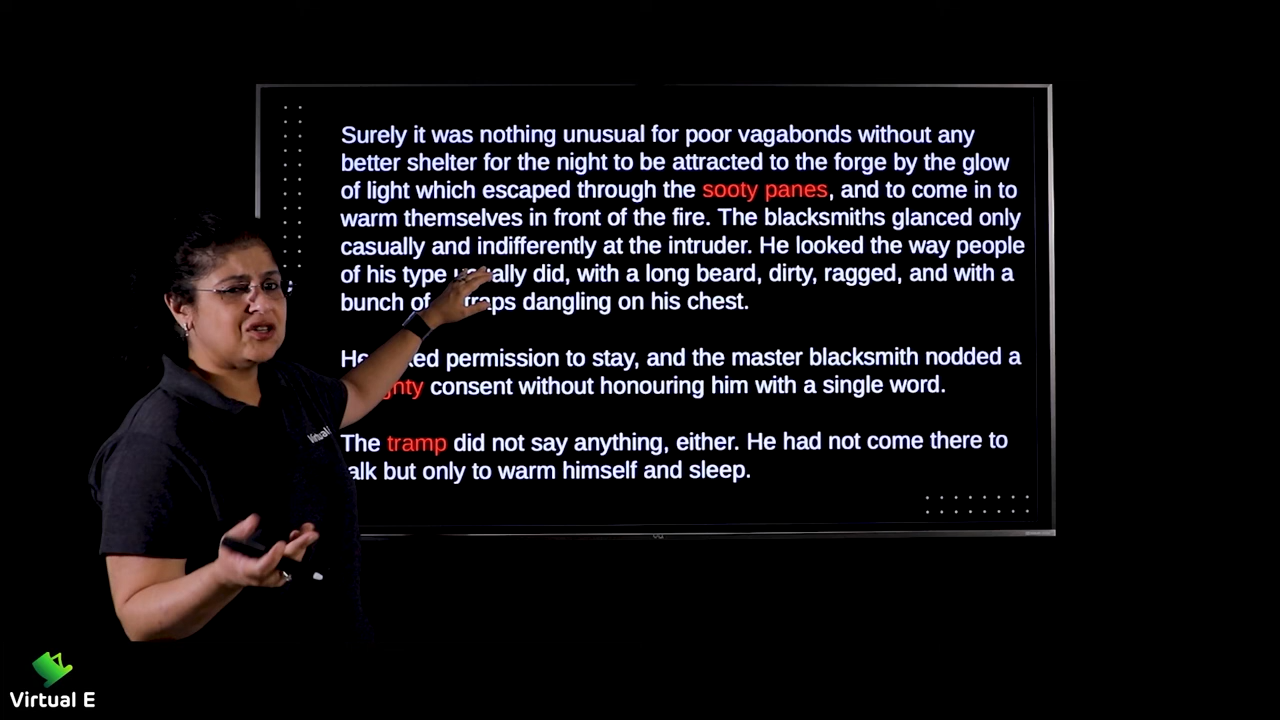 Surely it was nothing unusual for poor vagabonds without any
better shelter for the night to be attracted to the forge by the glow
of light which escaped through the sooty panes, and to come in to
warm themselves in front of the fire. The blacksmiths glanced only
casually and indifferently at the intruder. He looked the way people
of his type usually did, with a long beard, dirty, ragged, and with a
bunch of traps dangling on his chest.
He permission to stay, and the master blacksmith nodded a
consent without honouring him with a single word.
The tramp did not say anything, either. He had not come there to
talk but only to warm himself and sleep.
Virtual
Virtual E